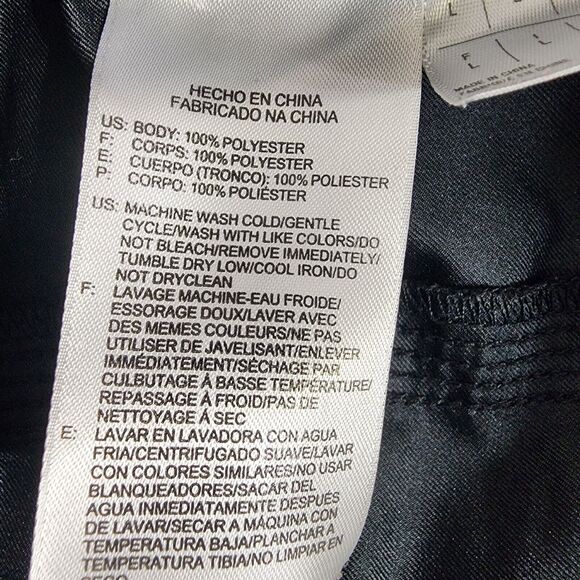 HECHO EN CHINA
FABRICADO NA CHINA
US: BODY: 100% POLYESTER
F: CORPS: 100% POLYESTER
E: CUERPO (TRONCO): 100% POLIESTER
P: CORPO: 100% POLIÉSTER
US: MACHINE WASH COLD/GENTLE
CYCLE/WASH WITH LIKE COLORS/DO
NOT BLEACH/REMOVE IMMEDIATELY/
TUMBLE DRY LOW/COOL IRON/DO
NOT DRYCLEAN
F: LAVAGE MACHINE-EAU FROIDE/
ESSORAGE DOUX/LAVER AVEC
DES MEMES COULEURS/NE PAS
UTILISER DE JAVELISANT/ENLEVER
IMMÉDIATEMENT/SÉCHAGE PAR
CULBUTAGE À BASSE TEMPÉRATURE/
REPASSAGE À FROID/PAS DE
NETTOYAGE À SEC
E: LAVAR EN LAVADORA CON AGUA
FRIA/CENTRIFUGADO SUAVE/LAVAR
CON COLORES SIMILARES/NO USAR
BLANQUEADORES/SACAR DEL
AGUA INMEDIATAMENTE DESPUÉS
DE LAVAR/SECAR A MÁQUINA CON
TEMPERATURA BAJA/PLANCHAR A
TEMPERATURA TIBIA/NO LIMPIAR EN
L
F L
L
MADE IN CHINA